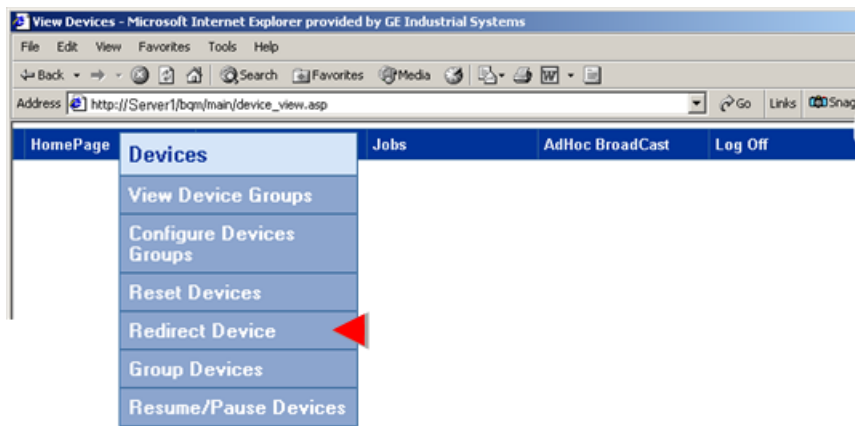 View Devices - Microsoft Internet Explorer provided by GE Industrial Systems
File Edit View Favorites Tools Help
Back Search Favorites Media
Address http://Server1/bqm/main/device_view.asp Go Links Snag
HomePage Devices Jobs AdHoc BroadCast Log Off
View Device Groups
Configure Devices
Groups
Reset Devices
Redirect Device
Group Devices
Resume/Pause Devices